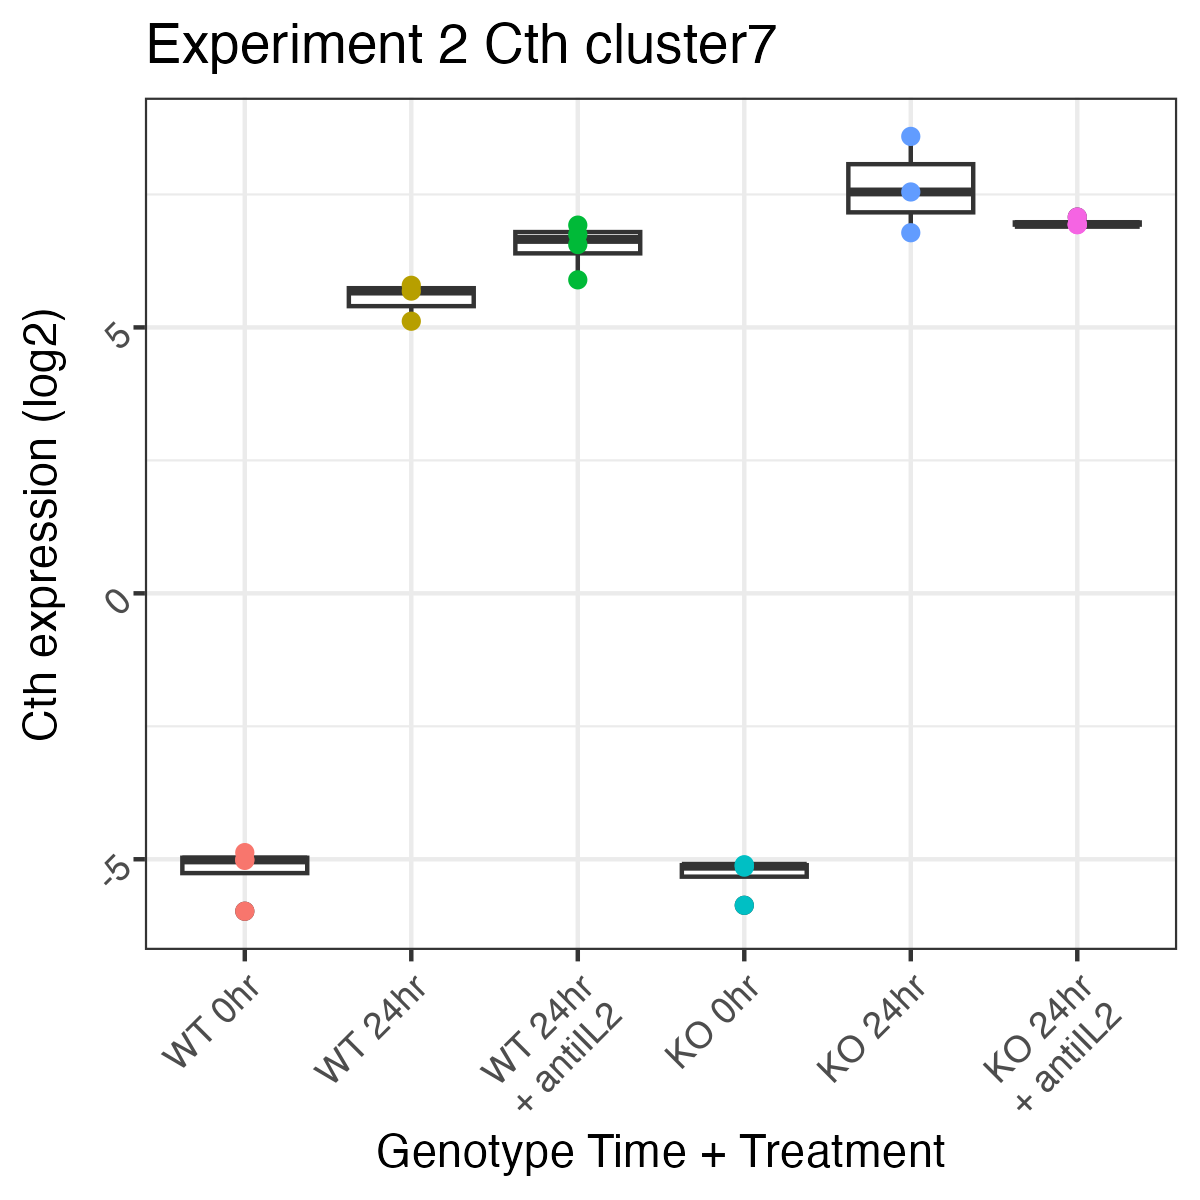 Experiment 2 Cth cluster7
Cth expression (log2)
5
0
-5
WT 0hr
WT 24hr
WT 24hr
+ antiIL2
KO 0hr
KO 24hr
KO 24hr
+ antiIL2
Genotype Time + Treatment